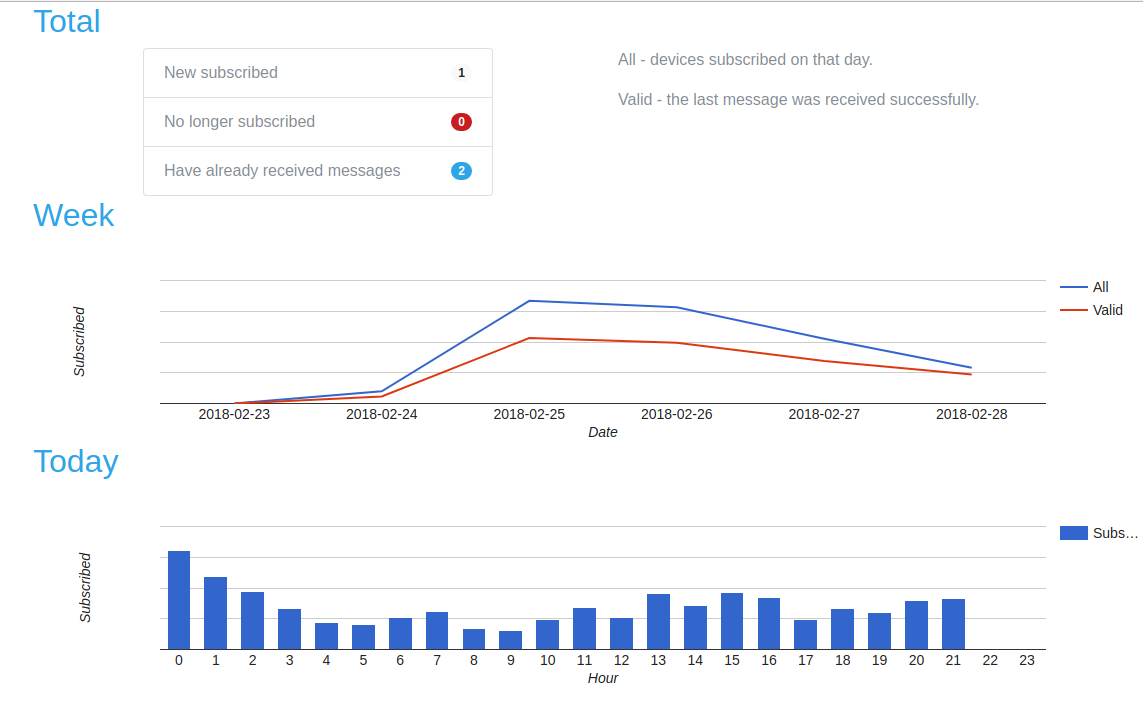 Total
New subscribed 1
No longer subscribed 0
Have already received messages 2
All - devices subscribed on that day.
Valid - the last message was received successfully.
Week
Subscribed
All
Valid
2018-02-23 2018-02-24 2018-02-25 2018-02-26 2018-02-27 2018-02-28
Date
Today
Subscribed
Subs...
0 1 2 3 4 5 6 7 8 9 10 11 12 13 14 15 16 17 18 19 20 21 22 23
Hour